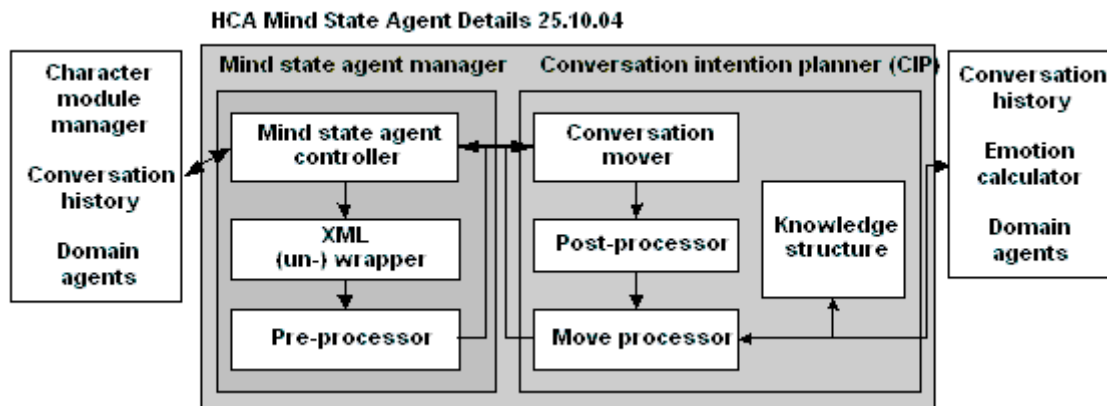 HCA Mind State Agent Details 25.10.04
Character
module
manager
Conversation
history
Domain
agents
Mind state agent manager
Mind state agent
controller
XML
(un-) wrapper
Pre-processor
Conversation intention planner (CIP)
Conversation
mover
Post-processor
Move processor
Knowledge
structure
Conversation
history
Emotion
calculator
Domain
agents